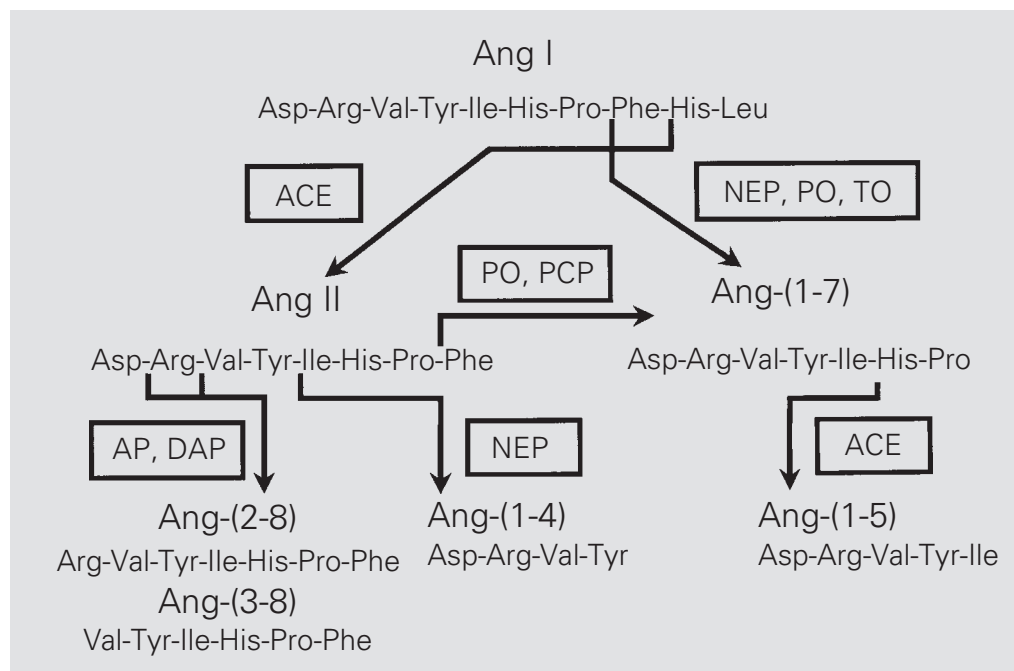 Ang I
Asp-Arg-Val-Tyr-Ile-His-Pro-Phe-His-Leu
ACE
NEP, PO, TO
PO, PCP
Ang II
Ang-(1-7)
Asp-Arg-Val-Tyr-Ile-His-Pro-Phe
Asp-Arg-Val-Tyr-Ile-His-Pro
AP, DAP
NEP
ACE
Ang-(2-8)
Arg-Val-Tyr-Ile-His-Pro-Phe
Ang-(3-8)
Val-Tyr-Ile-His-Pro-Phe
Ang-(1-4)
Asp-Arg-Val-Tyr
Ang-(1-5)
Asp-Arg-Val-Tyr-Ile